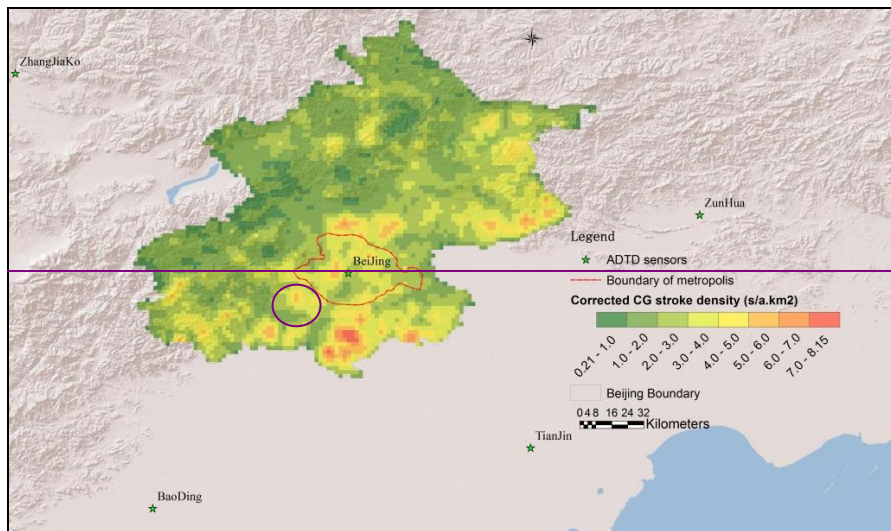 ZhangJiaKo
ZunHua
Legend
ADTD sensors
BeiJing
Boundary of metropolis
Corrected CG stroke density (s/a.km2)
0.21 - 1.0
1.0 - 2.0
2.0 - 3.0
3.0 - 4.0
4.0 - 5.0
5.0 - 6.0
6.0 - 7.0
7.0 - 8.15
Beijing Boundary
0 4 8 16 24 32
Kilometers
TianJin
BaoDing